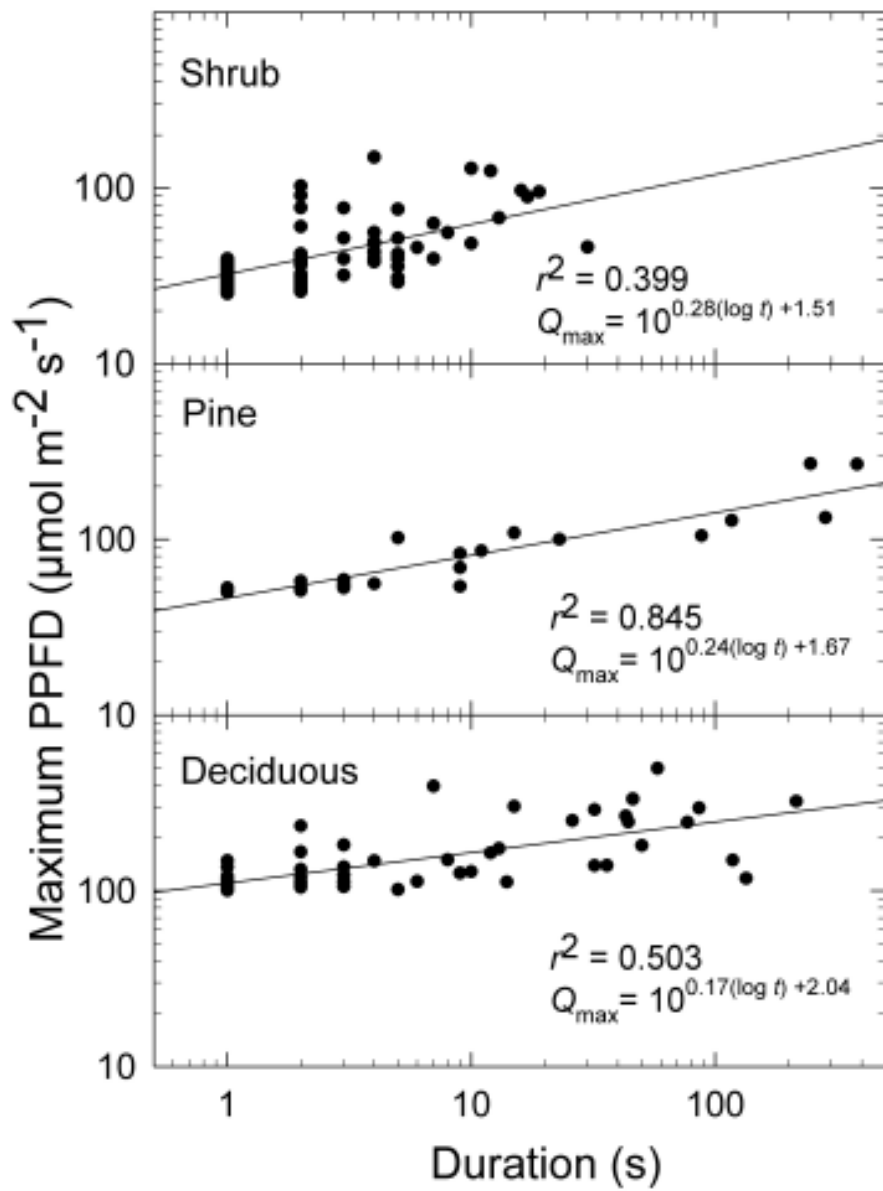 Maximum PPFD (µmol m⁻² s⁻¹)
Shrub
100
r² = 0.399
Qmax = 10^0.28(log t) +1.51
10
Pine
100
r² = 0.845
Qmax = 10^0.24(log t) +1.67
10
Deciduous
100
r² = 0.503
Qmax = 10^0.17(log t) +2.04
10
1 10 100
Duration (s)